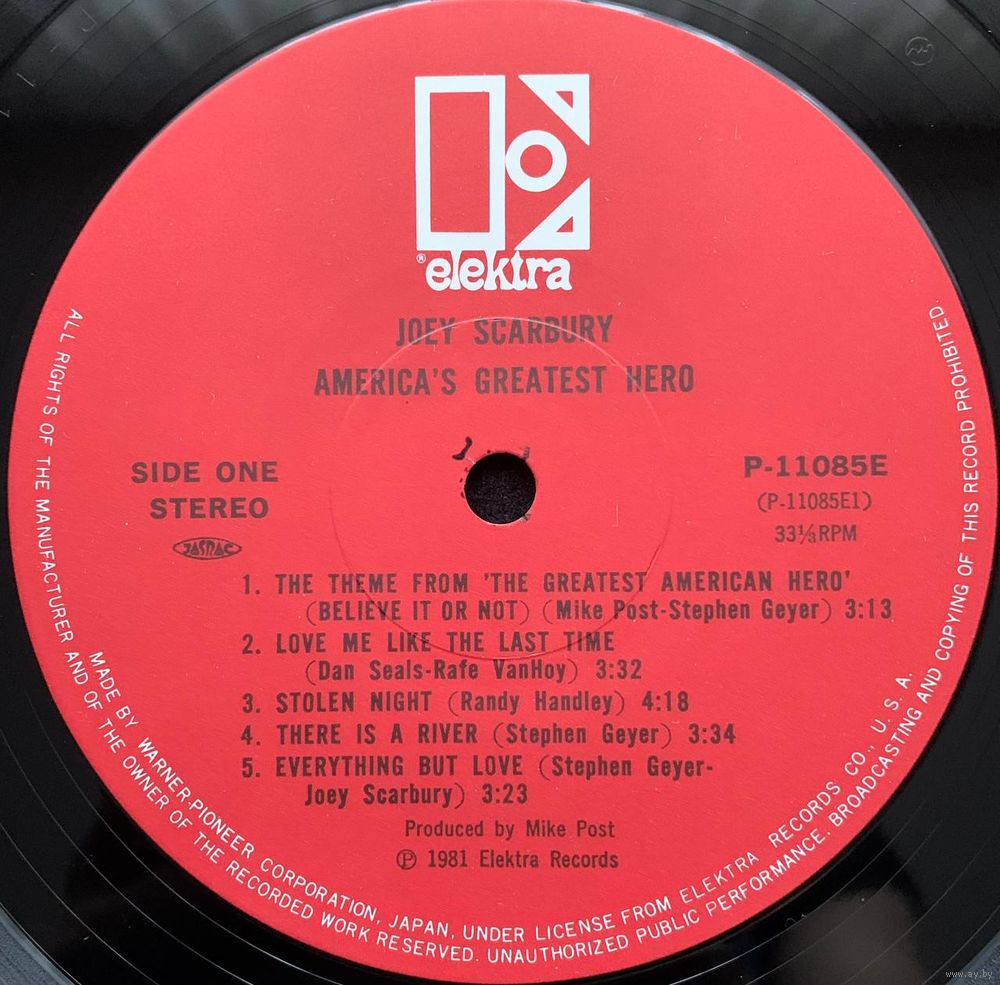 ® elektra
JOEY SCARBURY
AMERICA'S GREATEST HERO
SIDE ONE
STEREO
JASRAC
P-11085E
(P-11085E1)
33⅓RPM
1. THE THEME FROM 'THE GREATEST AMERICAN HERO'
(BELIEVE IT OR NOT) (Mike Post-Stephen Geyer) 3:13
2. LOVE ME LIKE THE LAST TIME
(Dan Seals-Rafe VanHoy) 3:32
3. STOLEN NIGHT (Randy Handley) 4:18
4. THERE IS A RIVER (Stephen Geyer) 3:34
5. EVERYTHING BUT LOVE (Stephen Geyer-
Joey Scarbury) 3:23
Produced by Mike Post
℗ 1981 Elektra Records
MADE BY WARNER-PIONEER CORPORATION, JAPAN, UNDER LICENSE FROM ELEKTRA RECORDS CO., U. S. A.
ALL RIGHTS OF THE MANUFACTURER AND OF THE OWNER OF THE RECORDED WORK RESERVED. UNAUTHORIZED PUBLIC PERFORMANCE. BROADCASTING AND COPYING OF THIS RECORD PROHIBITED.
www.ay.by